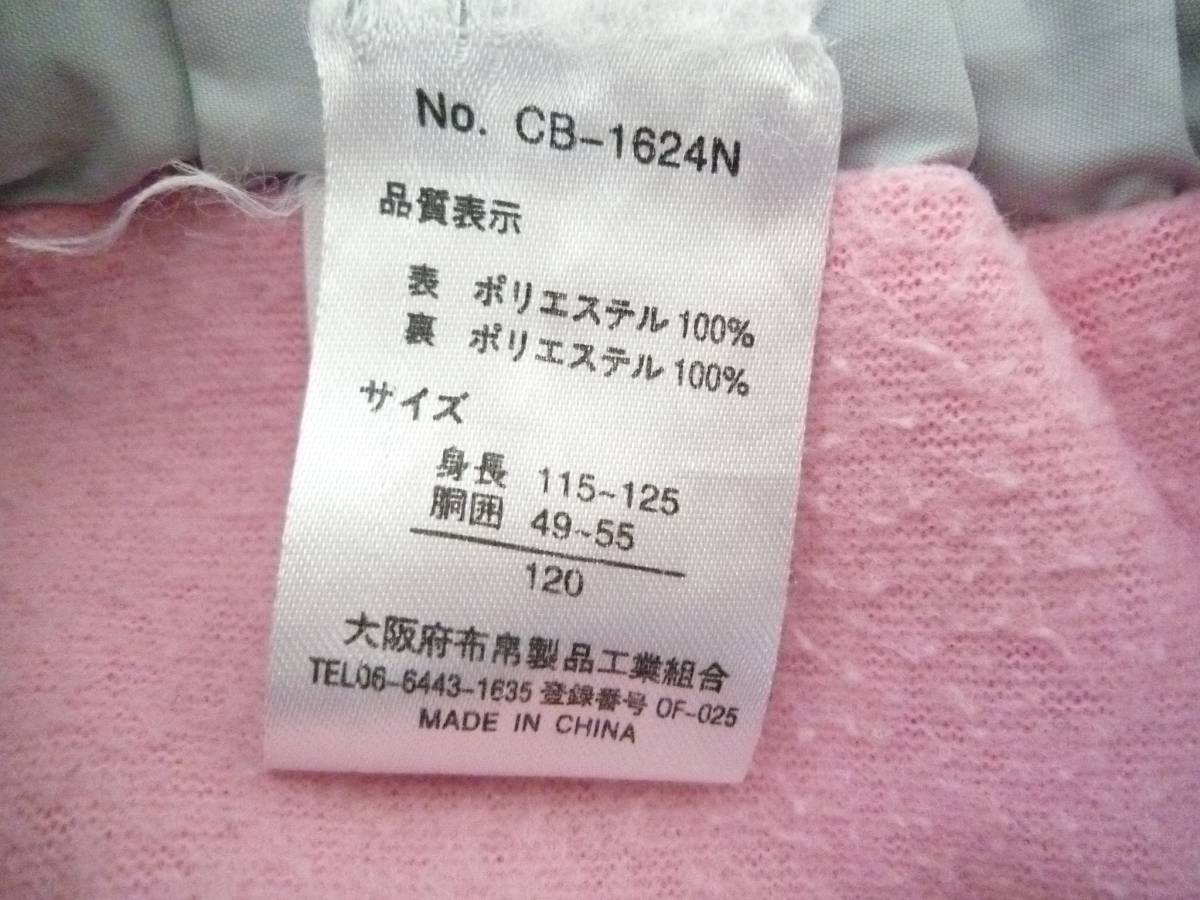 No. CB-1624N
品質表示
表 ポリエステル 100%
裏 ポリエステル 100%
サイズ
身長 115~125
胴囲 49~55
120
大阪府布帛製品工業組合
TEL06-6443-1635 登録番号 OF-025
MADE IN CHINA